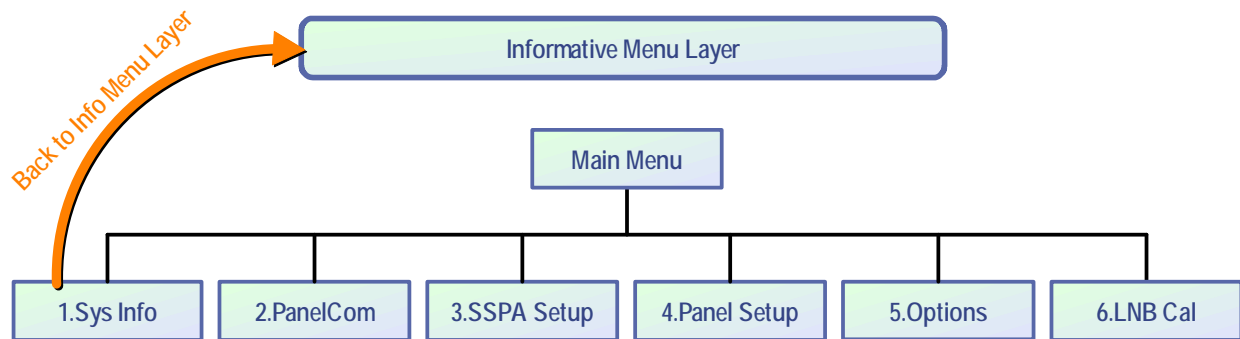 Informative Menu Layer
Back to Info Menu Layer
Main Menu
1.Sys Info
2.PanelCom
3.SSPA Setup
4.Panel Setup
5.Options
6.LNB Cal